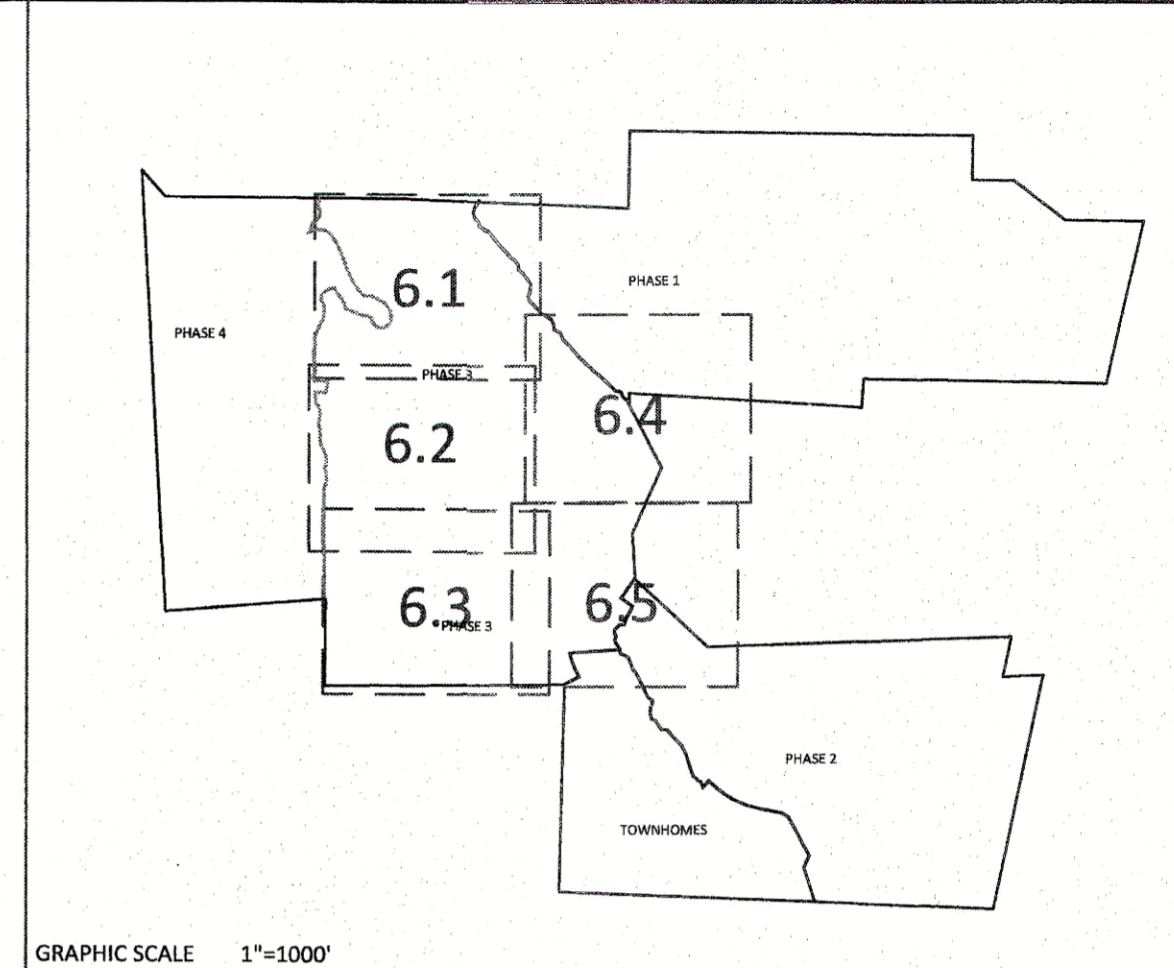 PHASE 1
6.1
PHASE 4
PHASE 3
6.4
6.2
6.5
6.3
PHASE 3
PHASE 2
TOWNHOMES
GRAPHIC SCALE 1"=1000'